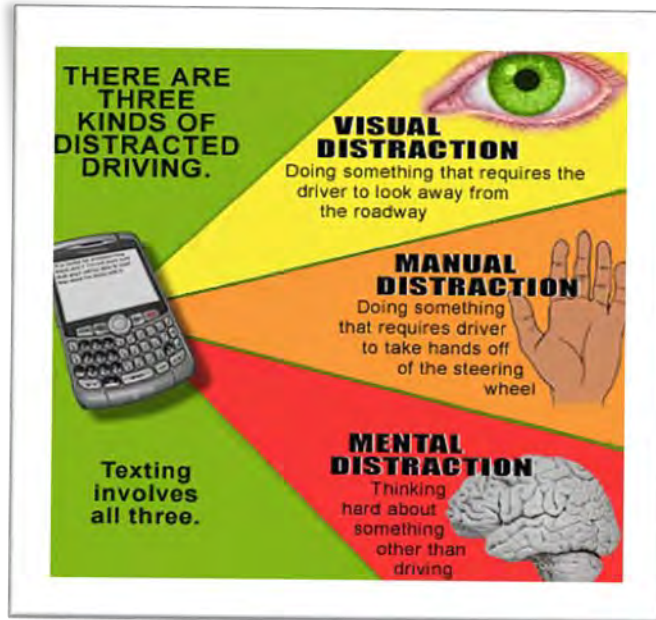 THERE ARE
THREE
KINDS OF
DISTRACTED
DRIVING.
VISUAL
DISTRACTION
Doing something that requires the
driver to look away from
the roadway
MANUAL
DISTRACTION
Doing something
that requires driver
to take hands off
of the steering
wheel
MENTAL
DISTRACTION
Thinking
hard about
something
other than
driving
Texting
involves
all three.